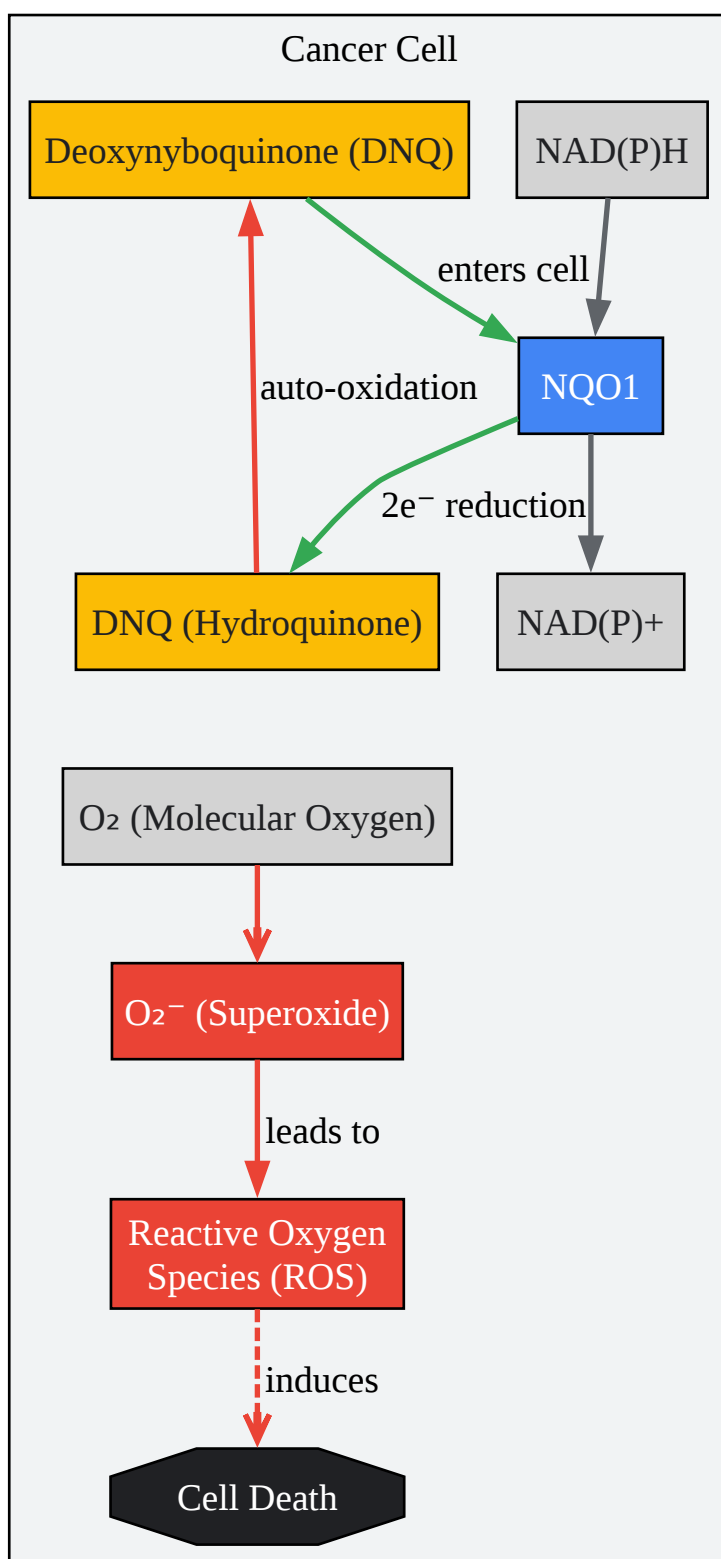 Cancer Cell
Deoxynyboquinone (DNQ)
NAD(P)H
enters cell
NQO1
auto-oxidation
2e⁻ reduction
DNQ (Hydroquinone)
NAD(P)+
O₂ (Molecular Oxygen)
O₂⁻ (Superoxide)
leads to
Reactive Oxygen
Species (ROS)
induces
Cell Death